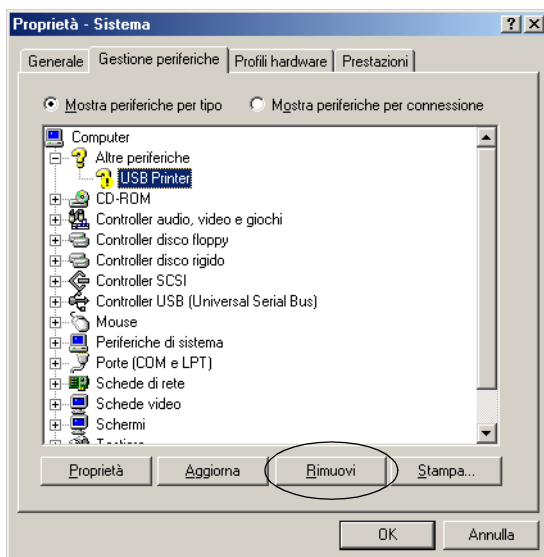 Proprietà - Sistema
Generale Gestione periferiche Profili hardware Prestazioni
Mostra periferiche per tipo Mostra periferiche per connessione
Computer
Altre periferiche
USB Printer
CD-ROM
Controller audio, video e giochi
Controller disco floppy
Controller disco rigido
Controller SCSI
Controller USB (Universal Serial Bus)
Mouse
Periferiche di sistema
Porte (COM e LPT)
Schede di rete
Schede video
Schermi
Proprietà Aggiorna Rimuovi Stampa...
OK Annulla